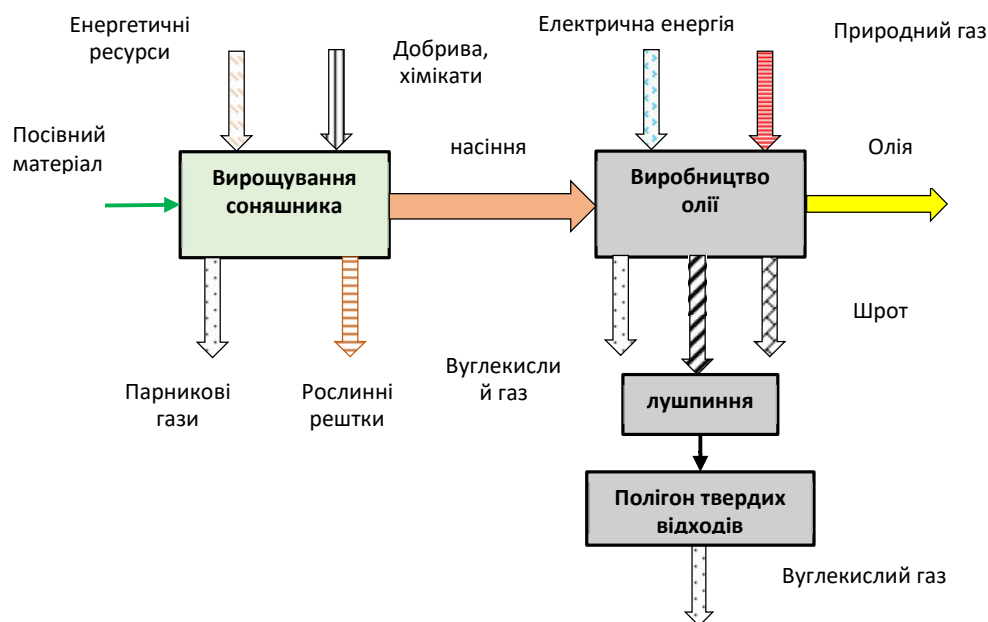 Енергетичні
ресурси
Добрива,
хімікати
Електрична енергія
Природний газ
Посівний
матеріал
насіння
Олія
Вирощування
соняшника
Виробництво
олії
Шрот
Парникові
гази
Рослинні
рештки
Вуглекисли
й газ
лушпиння
Полігон твердих
відходів
Вуглекислий газ